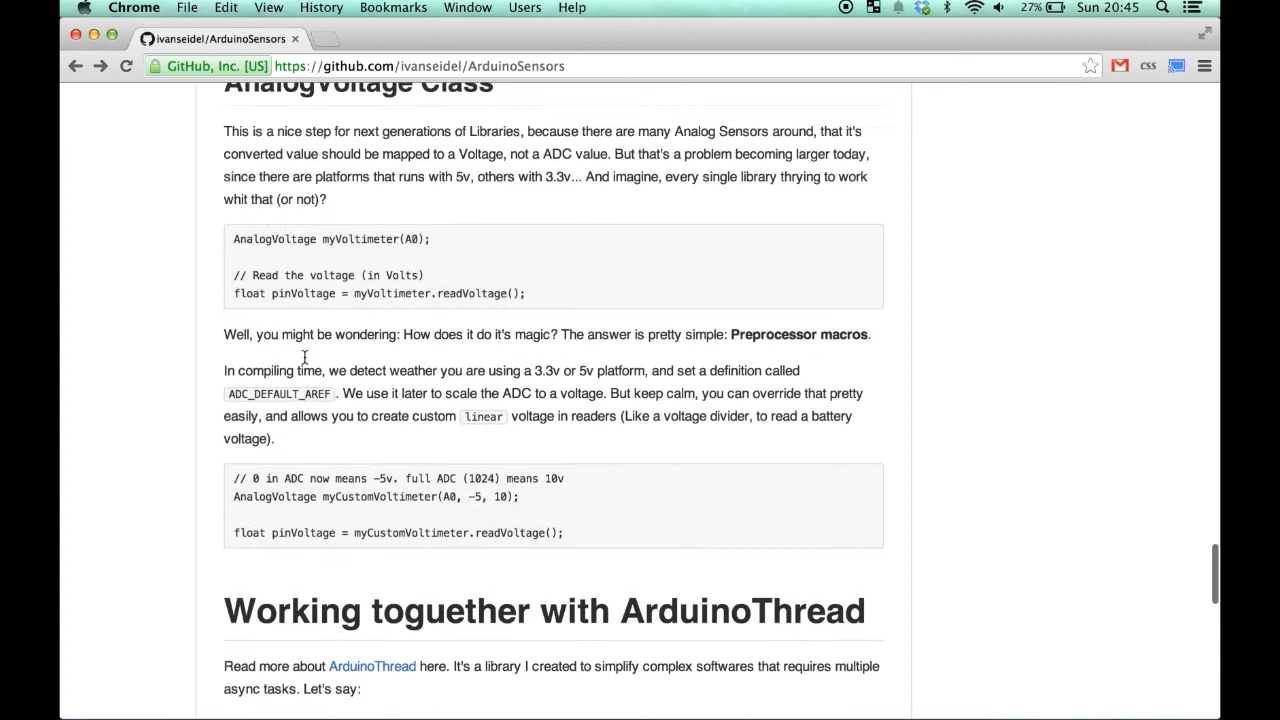 Chrome File Edit View History Bookmarks Window Users Help 27% Sun 20:45
ivanseidel/ArduinoSensors
GitHub, Inc. [US] https://github.com/ivanseidel/ArduinoSensors CSS
AnalogVoltage Class
This is a nice step for next generations of Libraries, because there are many Analog Sensors around, that it's
converted value should be mapped to a Voltage, not a ADC value. But that's a problem becoming larger today,
since there are platforms that runs with 5v, others with 3.3v... And imagine, every single library thrying to work
whit that (or not)?
AnalogVoltage myVoltimeter(A0);
// Read the voltage (in Volts)
float pinVoltage = myVoltimeter.readVoltage();
Well, you might be wondering: How does it do it's magic? The answer is pretty simple: Preprocessor macros.
In compiling time, we detect weather you are using a 3.3v or 5v platform, and set a definition called
ADC_DEFAULT_AREF. We use it later to scale the ADC to a voltage. But keep calm, you can override that pretty
easily, and allows you to create custom linear voltage in readers (Like a voltage divider, to read a battery
voltage).
// 0 in ADC now means -5v. full ADC (1024) means 10v
AnalogVoltage myCustomVoltimeter(A0, -5, 10);
float pinVoltage = myCustomVoltimeter.readVoltage();
Working toguether with ArduinoThread
Read more about ArduinoThread here. It's a library I created to simplify complex softwares that requires multiple
async tasks. Let's say: